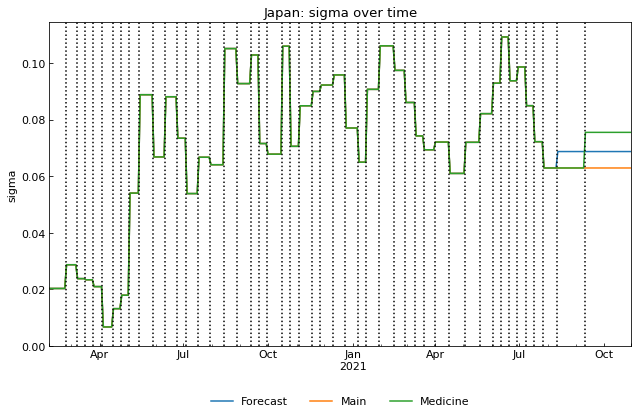 Japan: sigma over time
sigma
0.10
0.08
0.06
0.04
0.02
0.00
Apr Jul Oct Jan Apr Jul Oct
2021
Forecast Main Medicine